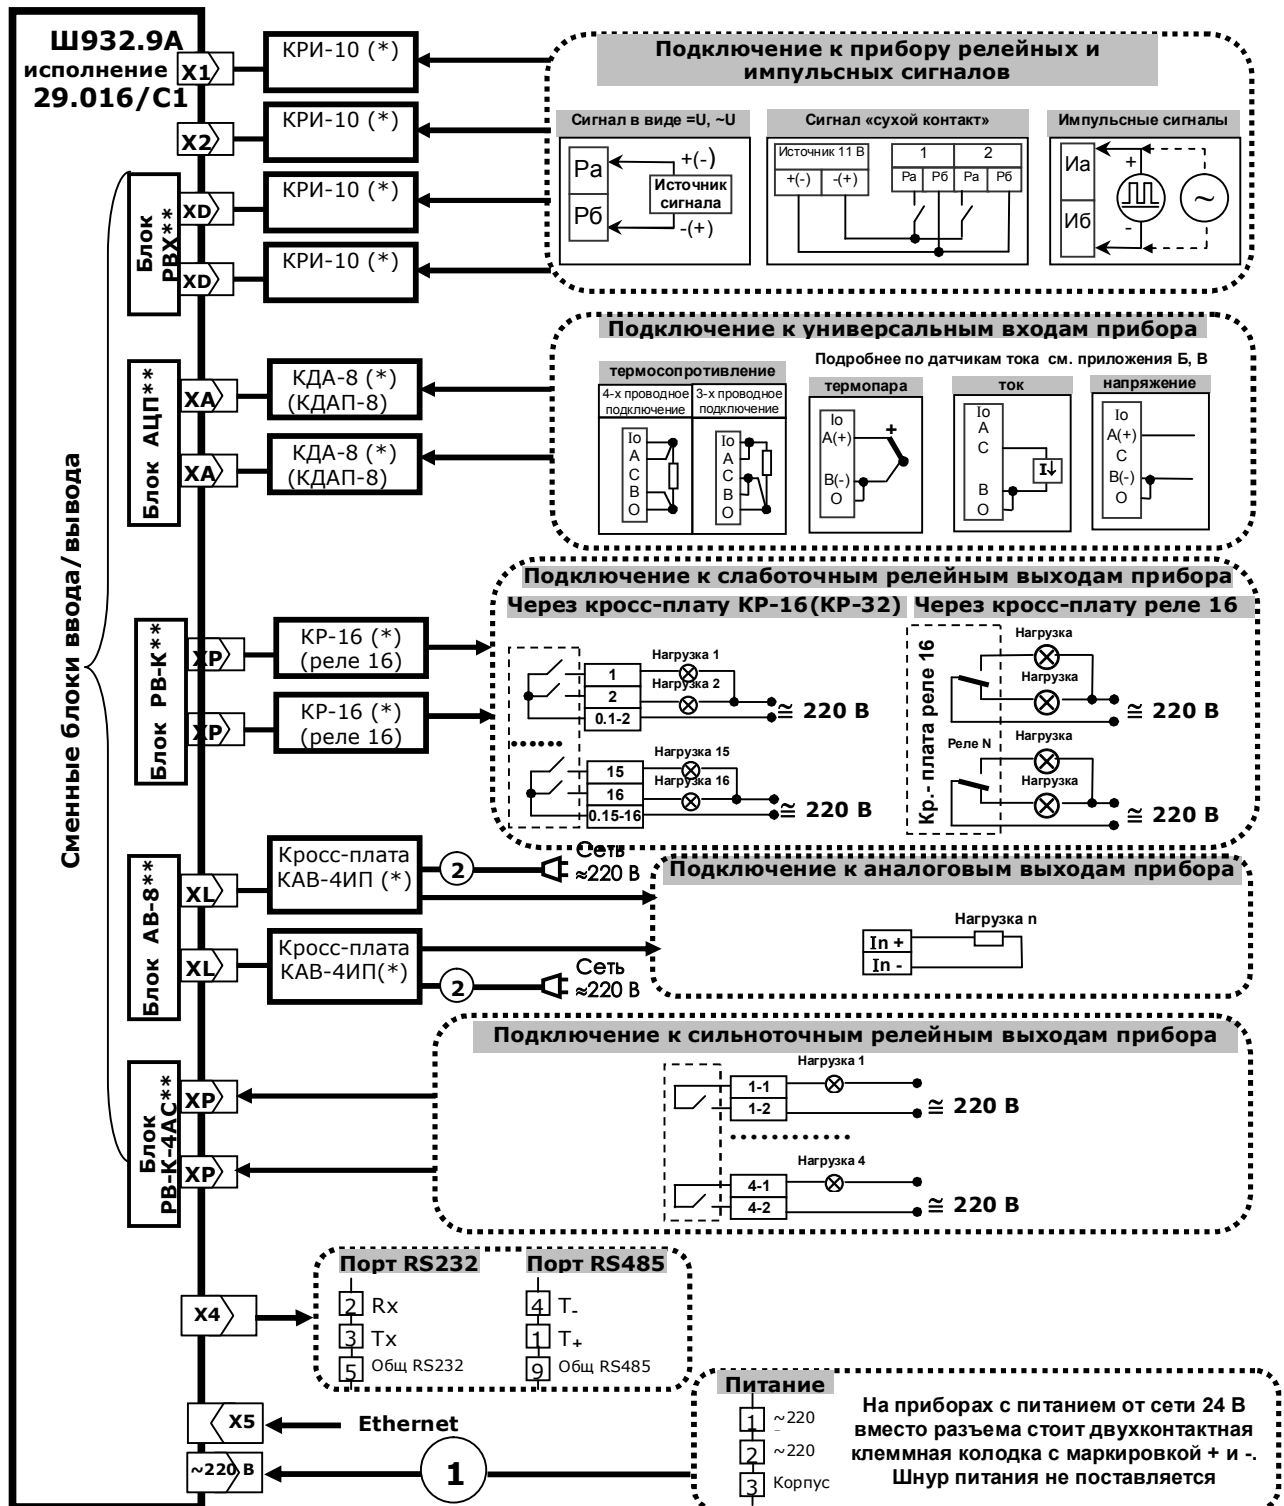 Ш932.9А
исполнение
29.016/С1
X1
КРИ-10 (*)
X2
КРИ-10 (*)
XD
КРИ-10 (*)
XD
КРИ-10 (*)
Блок
РВХ**
Подключение к прибору релейных и
импульсных сигналов
Сигнал в виде =U, ~U
Ра
Рб
+(-)
Источник
сигнала
-(+)
Сигнал «сухой контакт»
Источник 11 В
1
2
+(-)
-(+)
Ра
Рб
Ра
Рб
Импульсные сигналы
Иа
Иб
+
-
~
Сменные блоки ввода/вывода
Блок АЦП**
XA
КДА-8 (*)
(КДАП-8)
XA
КДА-8 (*)
(КДАП-8)
Подключение к универсальным входам прибора
Подробнее по датчикам тока см. приложения Б, В
термосопротивление
4-х проводное
подключение
3-х проводное
подключение
Io
A
C
B
O
Io
A
C
B
O
термопара
Io
A(+)
B(-)
O
+
ток
Io
A
C
B
O
I↓
напряжение
Io
A(+)
C
B(-)
O
Блок РВ-К**
XP
КР-16 (*)
(реле 16)
XP
КР-16 (*)
(реле 16)
Подключение к слаботочным релейным выходам прибора
Через кросс-плату КР-16(КР-32)
1
2
0.1-2
Нагрузка 1
Нагрузка 2
≅ 220 В
15
16
0.15-16
Нагрузка 15
Нагрузка 16
≅ 220 В
Через кросс-плату реле 16
Кр.- плата реле 16
Реле N
Нагрузка
Нагрузка
≅ 220 В
Нагрузка
Нагрузка
≅ 220 В
Блок АВ-8**
XL
Кросс-плата
КАВ-4ИП (*)
2
Сеть
≈220 В
XL
Кросс-плата
КАВ-4ИП(*)
2
Сеть
≈220 В
Подключение к аналоговым выходам прибора
In +
In -
Нагрузка n
Блок
РВ-К-4АС**
XP
XP
Подключение к сильноточным релейным выходам прибора
1-1
1-2
Нагрузка 1
≅ 220 В
4-1
4-2
Нагрузка 4
≅ 220 В
X4
Порт RS232
2 Rx
3 Tx
5 Общ RS232
Порт RS485
4 T-
1 T+
9 Общ RS485
X5
Ethernet
~220 В
1
Питание
1 ~220
2 ~220
3 Корпус
На приборах с питанием от сети 24 В
вместо разъема стоит двухконтактная
клеммная колодка с маркировкой + и -.
Шнур питания не поставляется